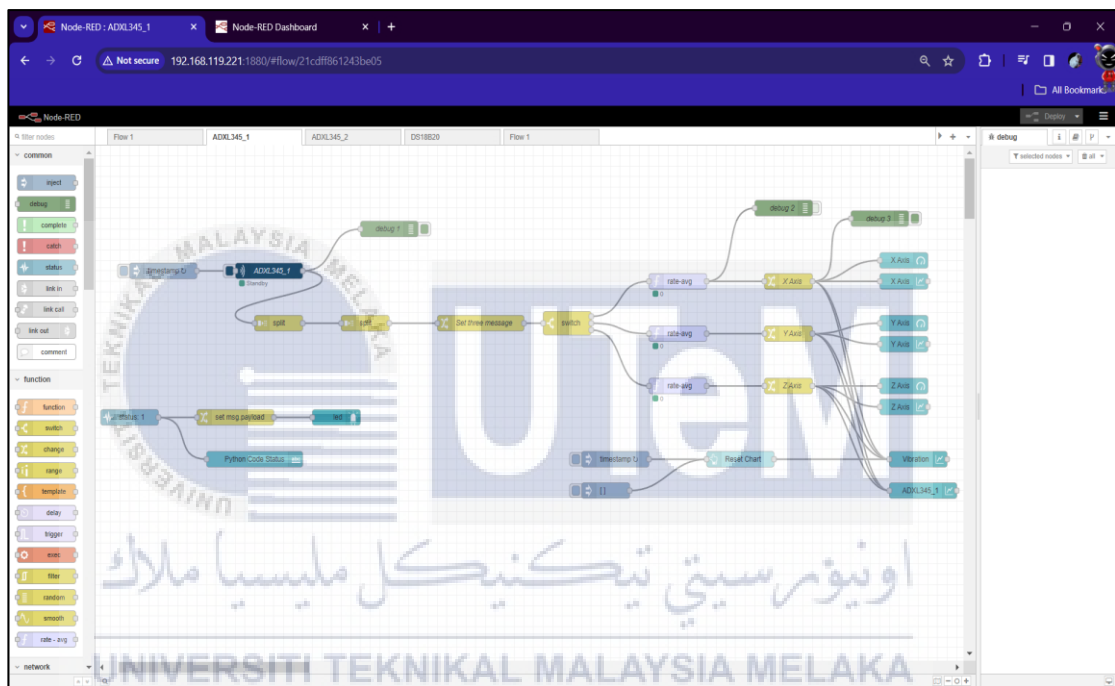 Node-RED : ADXL345_1
Node-RED Dashboard
Not secure 192.168.119.221:1880/#flow/21cdff861243be05
All Bookmarks
Node-RED
Deploy
filter nodes
Flow 1
ADXL345_1
ADXL345_2
DS18B20
Flow 1
debug
selected nodes
all
common
inject
debug
complete
catch
status
link in
link call
link out
comment
function
function
switch
change
range
template
delay
trigger
exec
filter
random
smooth
rate - avg
network
debug 1
timestamp
ADXL345_1
Standby
split
split
Set three message
switch
rate-avg
0
rate-avg
0
rate-avg
0
debug 2
debug 3
X Axis
Y Axis
Z Axis
X Axis
X Axis
Y Axis
Y Axis
Z Axis
Z Axis
status: 1
set msg.payload
led
Python Code Status
timestamp
[ ]
Reset Chart
Vibration
ADXL345_1
UNIVERSITI TEKNIKAL MALAYSIA MELAKA
UTeM
اونيۏرسيتي تيكنيكل مليسيا ملاك
UNIVERSITI TEKNIKAL MALAYSIA MELAKA